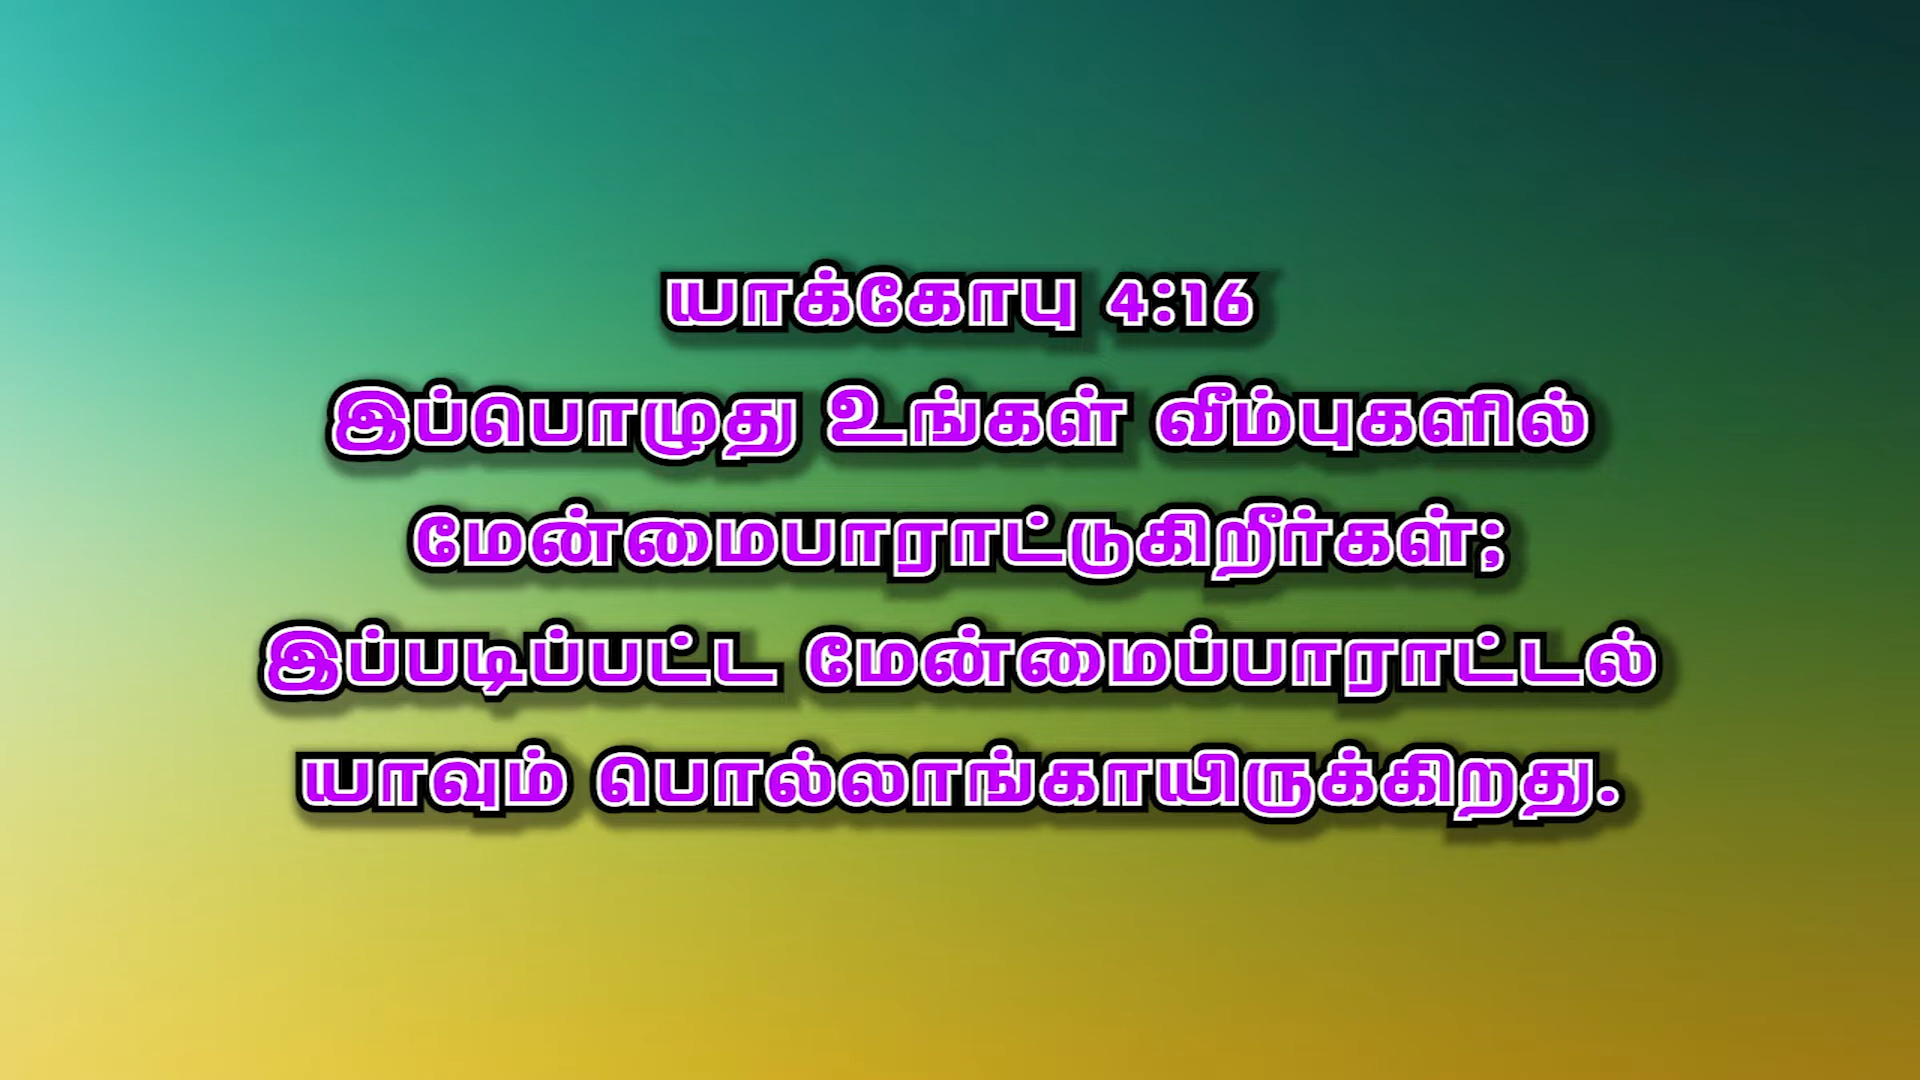 யாக்கோபு 4:16
இப்பொழுது உங்கள் வீம்புகளில்
மேன்மைபாராட்டுகிறீர்கள்;
இப்படிப்பட்ட மேன்மைப்பாராட்டல்
யாவும் பொல்லாங்காயிருக்கிறது.